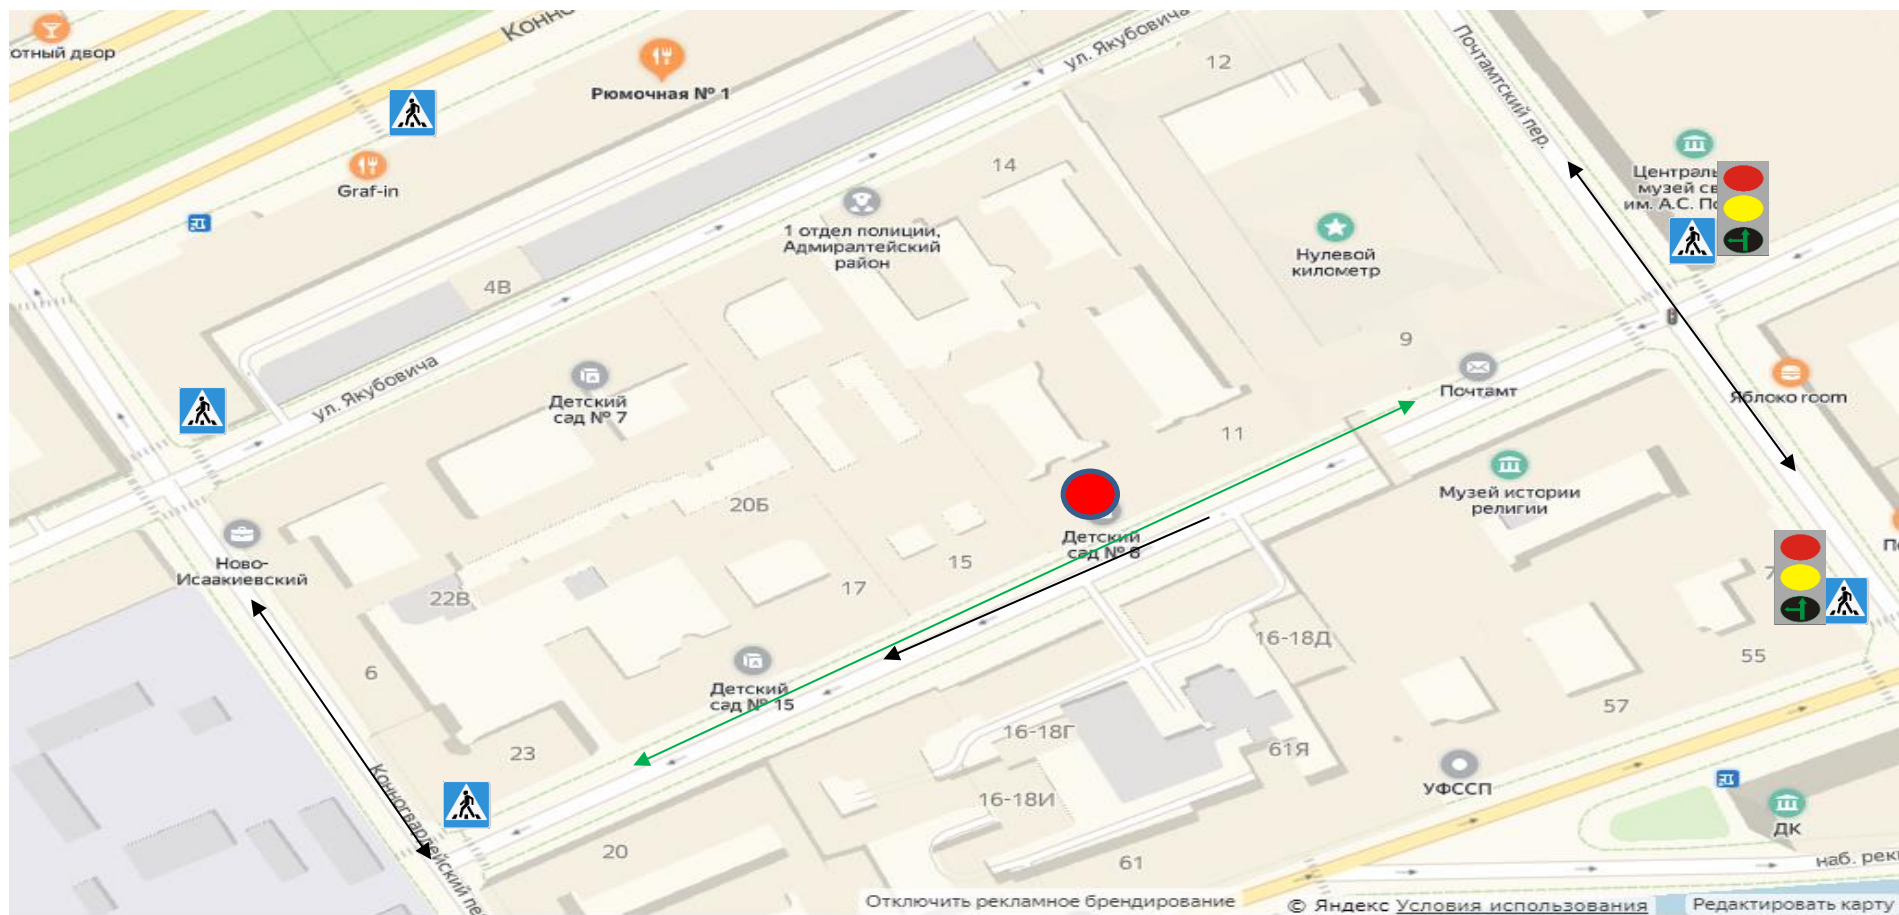 отный двор
Конн
Рюмочная № 1
ул. Якубовича
Почтамтский пер.
12
Graf-in
14
1 отдел полиции,
Адмиралтейский
район
Централь
музей св
им. А.С. По
Нулевой
километр
4В
9
ул. Якубовича
Детский
сад № 7
Почтамт
Яблоко room
11
20Б
Музей истории
религии
Детский
сад № 8
Ново-
Исаакиевский
15
17
22В
7
16-18Д
55
6
Детский
сад № 15
57
16-18Г
23
61Я
УФССП
16-18И
ДК
Конногвардейский пер
20
61
наб. рек
Отключить рекламное брендирование
© Яндекс Условия использования
Редактировать карту